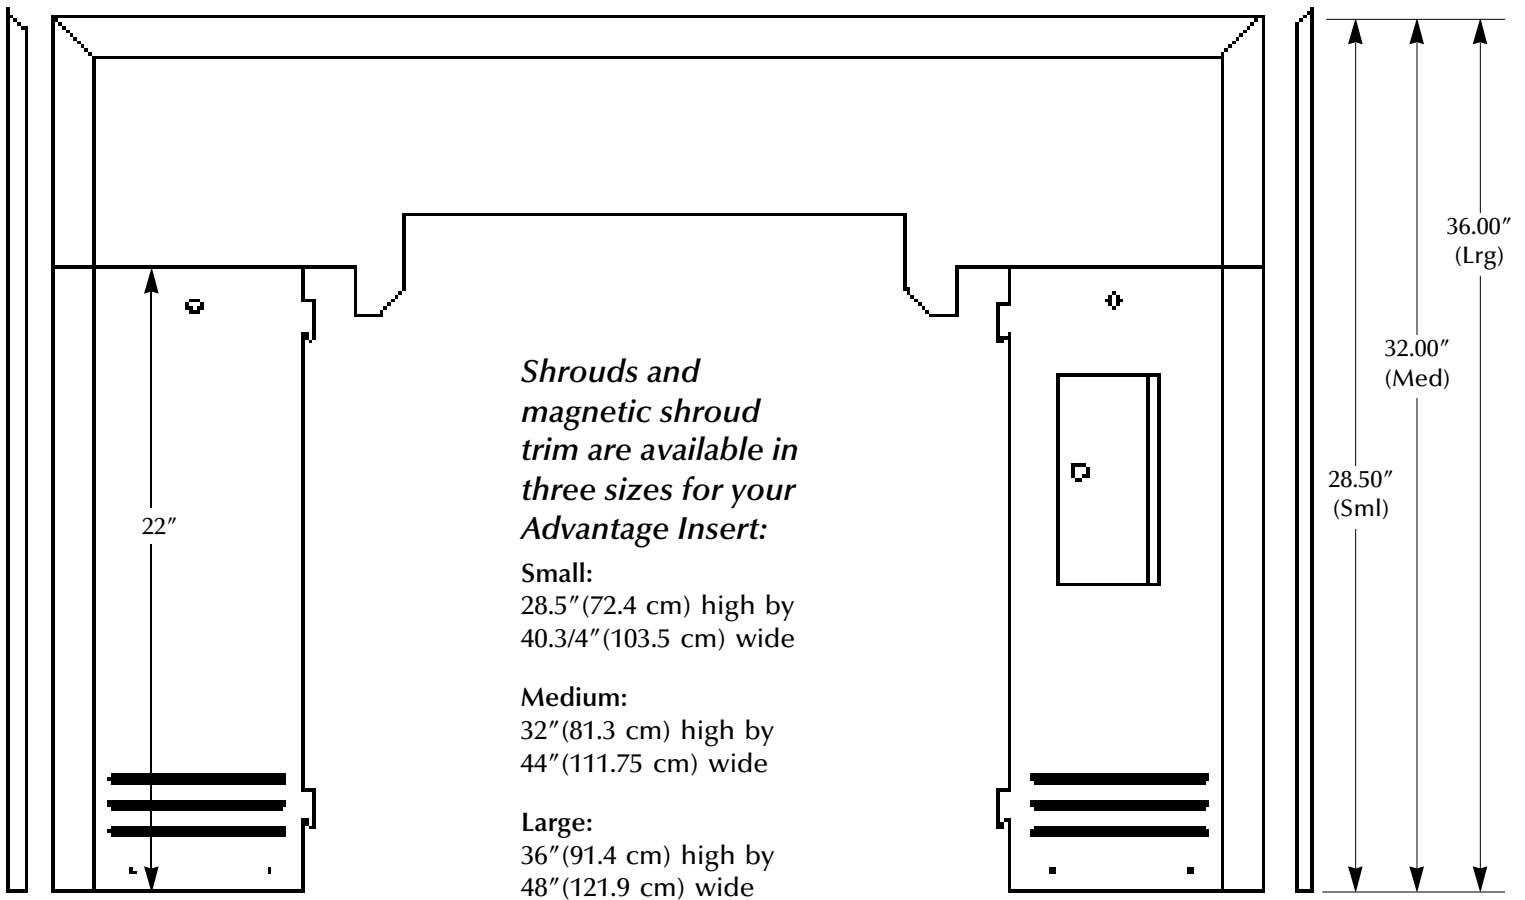 36.00″
(Lrg)
32.00″
(Med)
28.50″
(Sml)
22″
Shrouds and
magnetic shroud
trim are available in
three sizes for your
Advantage Insert:
Small:
28.5″(72.4 cm) high by
40.3/4″(103.5 cm) wide
Medium:
32″(81.3 cm) high by
44″(111.75 cm) wide
Large:
36″(91.4 cm) high by
48″(121.9 cm) wide